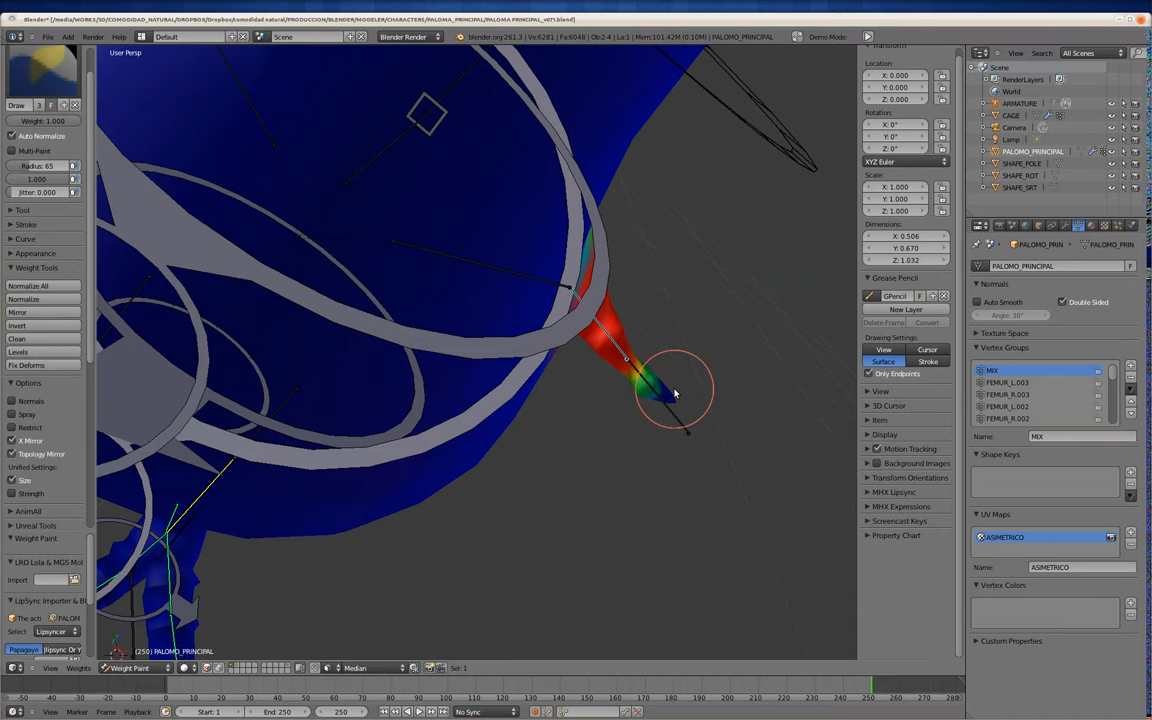 Blender* [/media/WORKS/3D/COMODIDAD_NATURAL/DROPBOX/Dropbox/comodidad natural/PRODUCCION/BLENDER/MODELER/CHARACTERS/PALOMA_PRINCIPAL/PALOMA PRINCIPAL_v071.blend]
File Add Render Window Help Default Scene Blender Render blender.org 261.3 | Ve:6281 | Fa:6048 | Ob:2-4 | La:1 | Mem:101.42M (0.10M) | PALOMO_PRINCIPAL Demo Mode:
View Search All Scenes
User Persp
Draw 3 F
Weight: 1.000
Auto Normalize
Multi-Paint
Radius: 65
1.000
Jitter: 0.000
Tool
Stroke
Curve
Appearance
Weight Tools
Normalize All
Normalize
Mirror
Invert
Clean
Levels
Fix Deforms
Options
Normals
Spray
Restrict
X Mirror
Topology Mirror
Unified Settings:
Size
Strength
AnimAll
Unreal Tools
Weight Paint
LRO Lola & MGS Mol
Import
LipSync Importer & Bl
The acti PALOM
Select Lipsyncer
Papagayo Jlipsync Or Y
(250) PALOMO_PRINCIPAL
Transform
Location:
X: 0.000
Y: 0.000
Z: 0.000
Rotation:
X: 0°
Y: 0°
Z: 0°
XYZ Euler
Scale:
X: 1.000
Y: 1.000
Z: 1.000
Dimensions:
X: 0.506
Y: 0.670
Z: 1.032
Grease Pencil
GPencil F
New Layer
Delete Frame Convert
Drawing Settings:
View Cursor
Surface Stroke
Only Endpoints
View
3D Cursor
Item
Display
Motion Tracking
Background Images
Transform Orientations
MHX Lipsync
MHX Expressions
Screencast Keys
Property Chart
Scene
RenderLayers
World
ARMATURE
CAGE
Camera
Lamp
PALOMO_PRINCIPAL
SHAPE_POLE
SHAPE_ROT
SHAPE_SRT
PALOMO_PRIN PALOMO_PRIN
PALOMO_PRINCIPAL F
Normals
Auto Smooth Double Sided
Angle: 30°
Texture Space
Vertex Groups
MIX
FEMUR_L.003
FEMUR_R.003
FEMUR_L.002
FEMUR_R.002
Name: MIX
Shape Keys
UV Maps
ASIMETRICO
Name: ASIMETRICO
Vertex Colors
Custom Properties
View Weights Weight Paint Median Sel: 1
-50 -40 -30 -20 -10 0 10 20 30 40 50 60 70 80 90 100 110 120 130 140 150 160 170 180 190 200 210 220 230 240 250 260 270 280
View Marker Frame Playback Start: 1 End: 250 250 No Sync